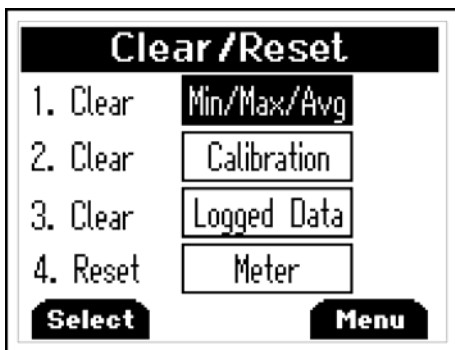 Clear/Reset
1. Clear Min/Max/Avg
2. Clear Calibration
3. Clear Logged Data
4. Reset Meter
Select Menu